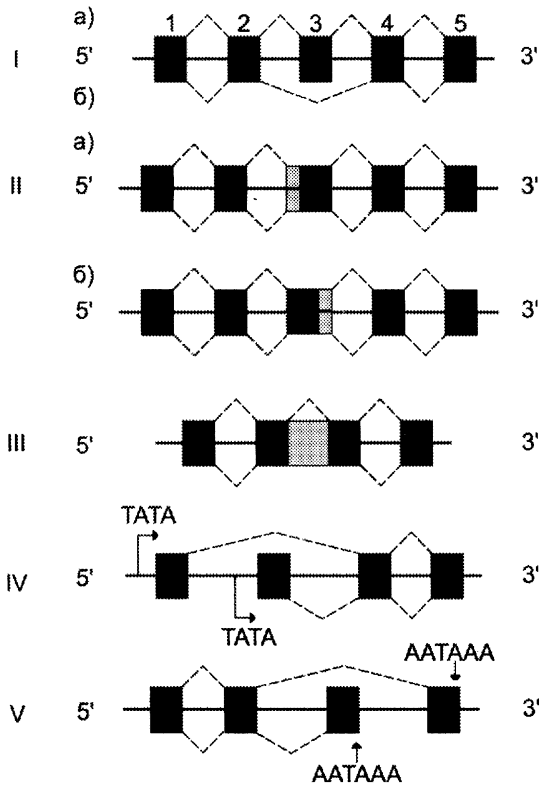 а)
1 2 3 4 5
I 5' 3'
б)
а)
II 5' 3'
б)
5' 3'
III 5' 3'
TATA
IV 5' 3'
TATA
AATAAA
V 5' 3'
AATAAA